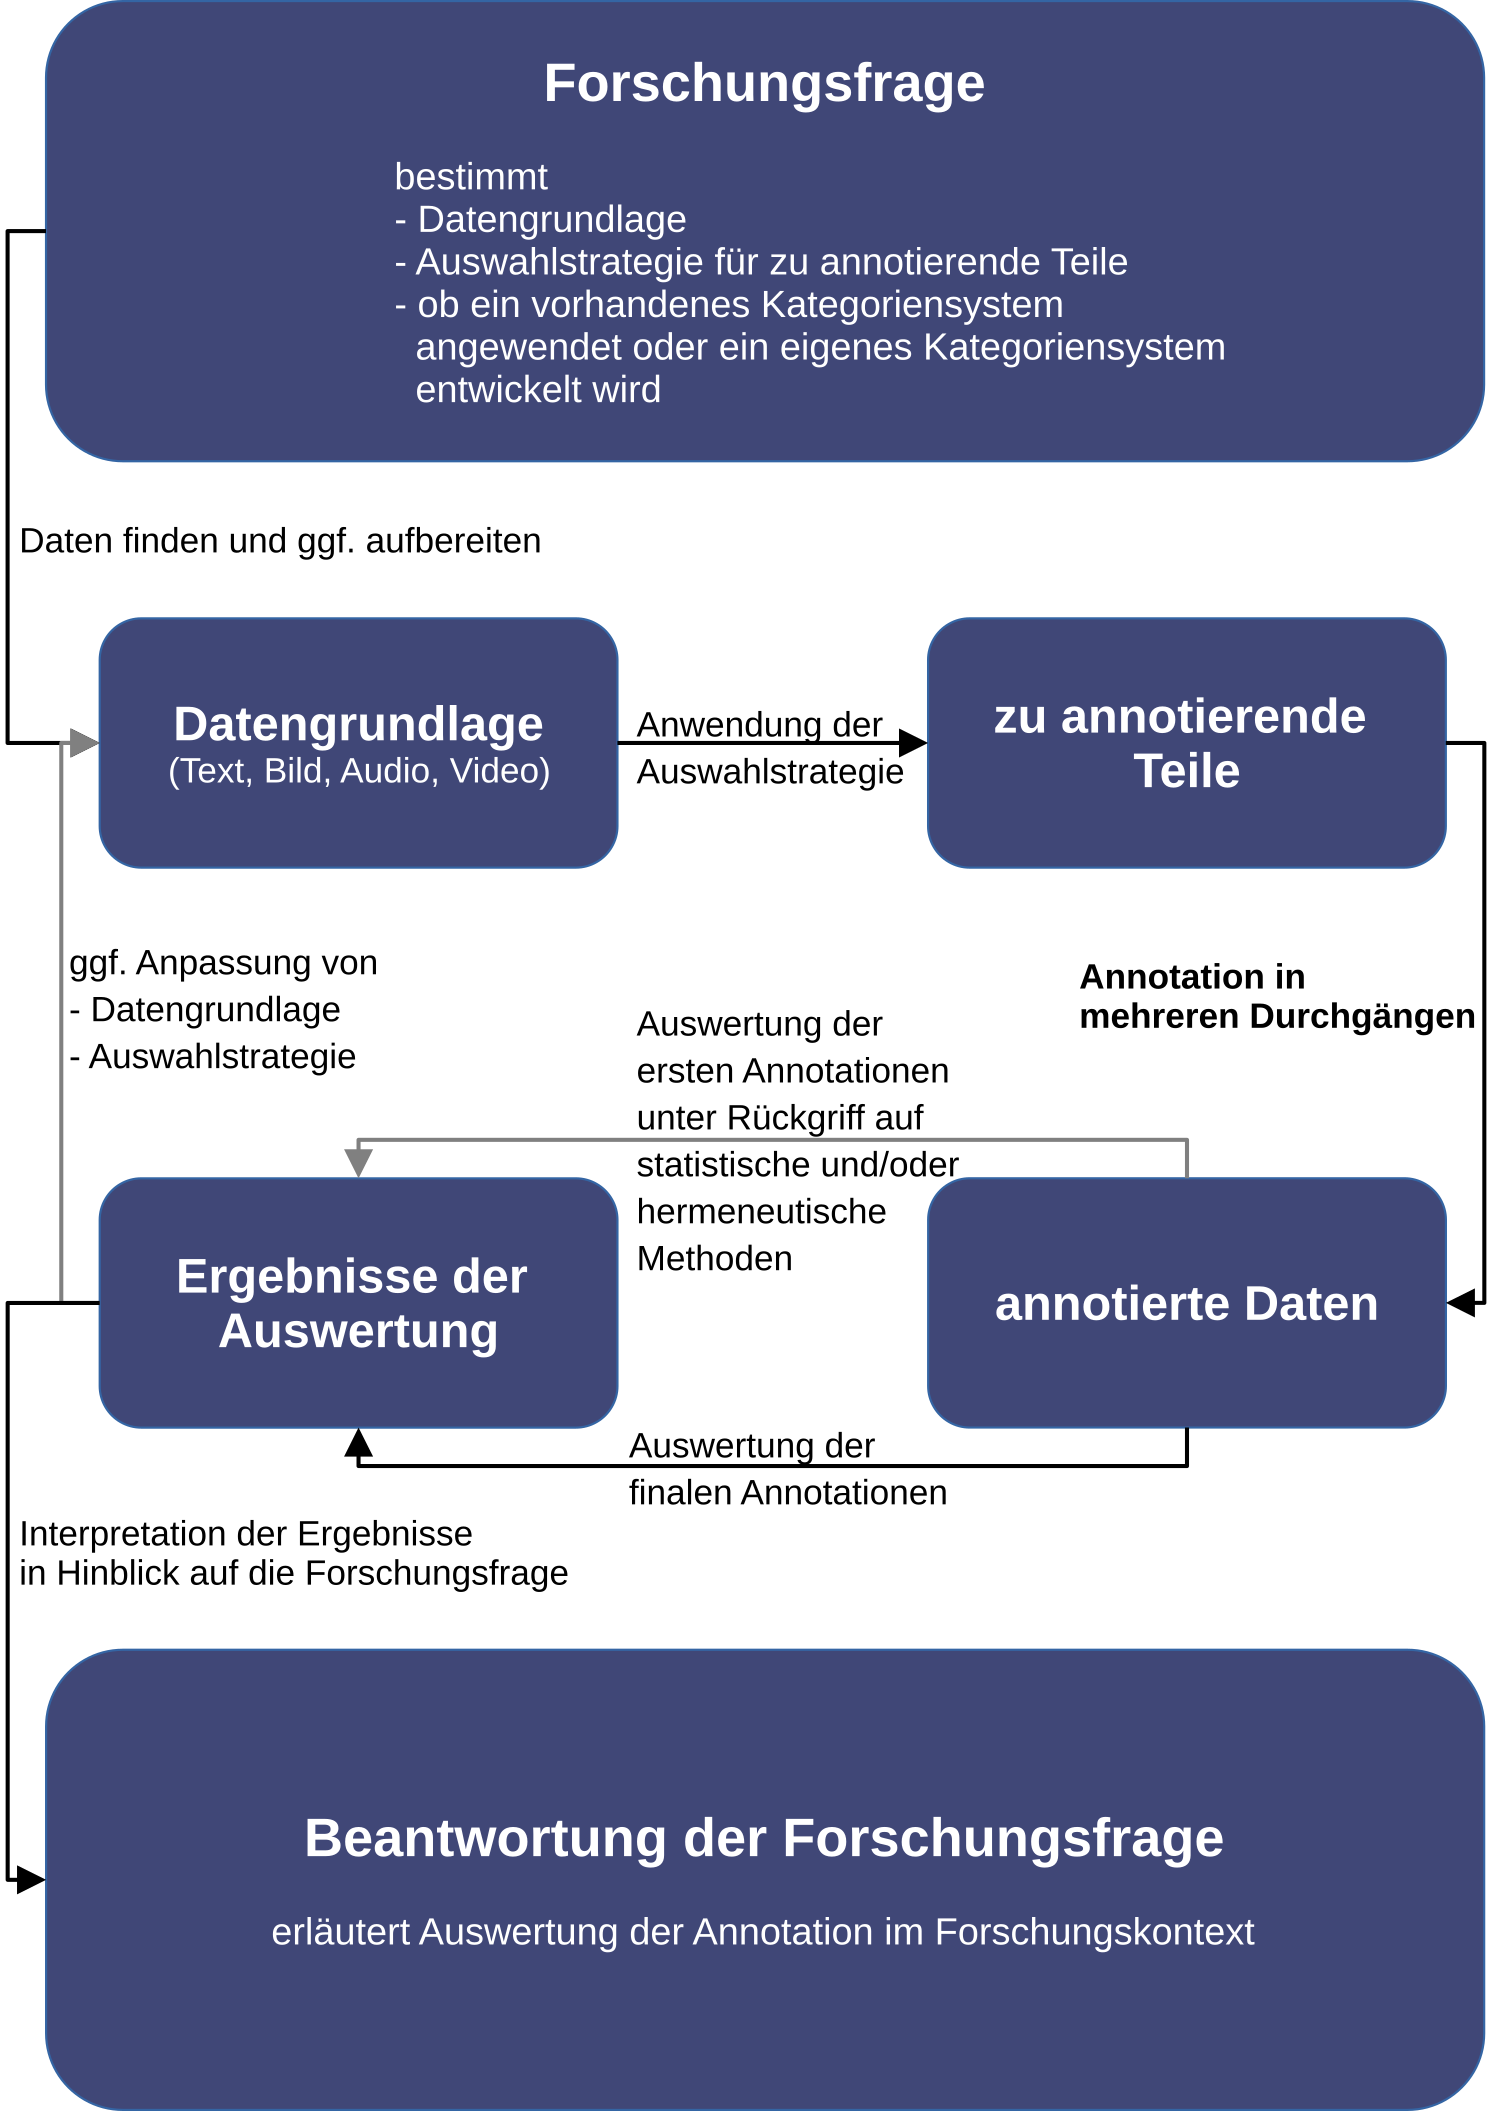 Forschungsfrage
bestimmt
- Datengrundlage
- Auswahlstrategie für zu annotierende Teile
- ob ein vorhandenes Kategoriensystem
angewendet oder ein eigenes Kategoriensystem
entwickelt wird
Daten finden und ggf. aufbereiten
Datengrundlage
(Text, Bild, Audio, Video)
Anwendung der
Auswahlstrategie
zu annotierende
Teile
ggf. Anpassung von
- Datengrundlage
- Auswahlstrategie
Annotation in
mehreren Durchgängen
Auswertung der
ersten Annotationen
unter Rückgriff auf
statistische und/oder
hermeneutische
Methoden
Ergebnisse der
Auswertung
annotierte Daten
Auswertung der
finalen Annotationen
Interpretation der Ergebnisse
in Hinblick auf die Forschungsfrage
Beantwortung der Forschungsfrage
erläutert Auswertung der Annotation im Forschungskontext